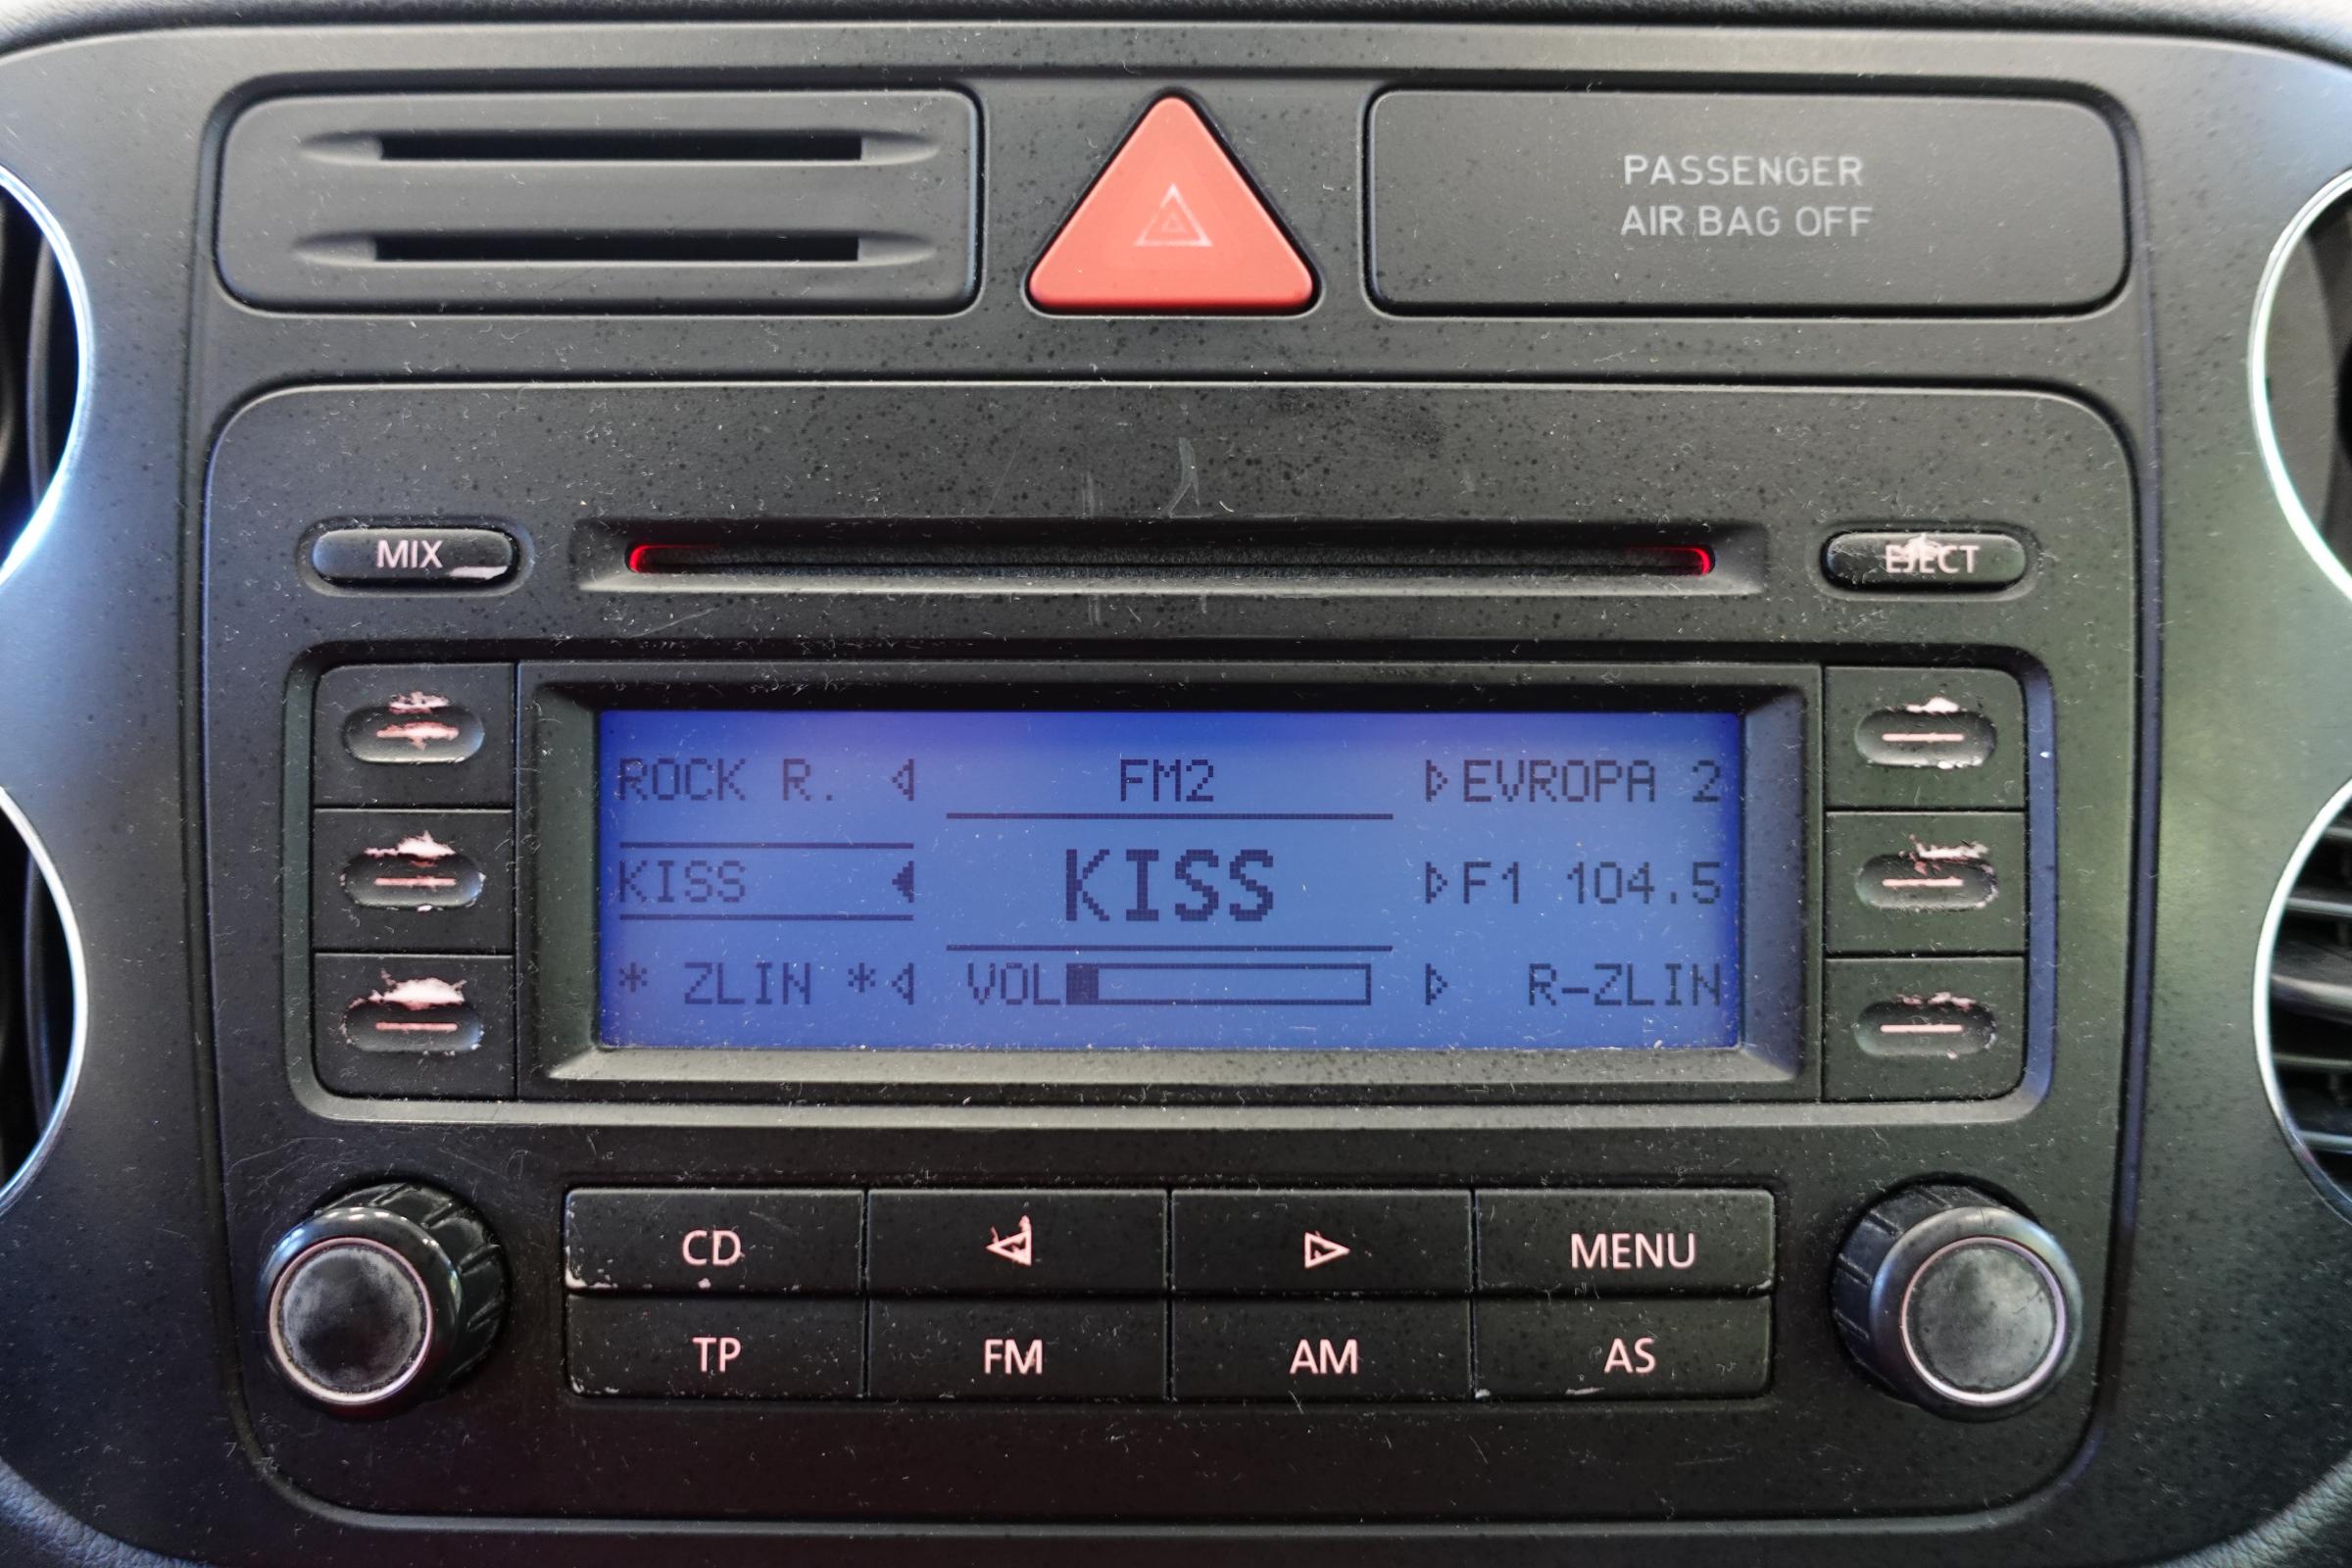 PASSENGER
AIR BAG OFF
MIX
EJECT
ROCK R.
FM2
EVROPA 2
KISS
KISS
F1 104.5
* ZLIN *
VOL
R-ZLIN
CD
MENU
TP
FM
AM
AS